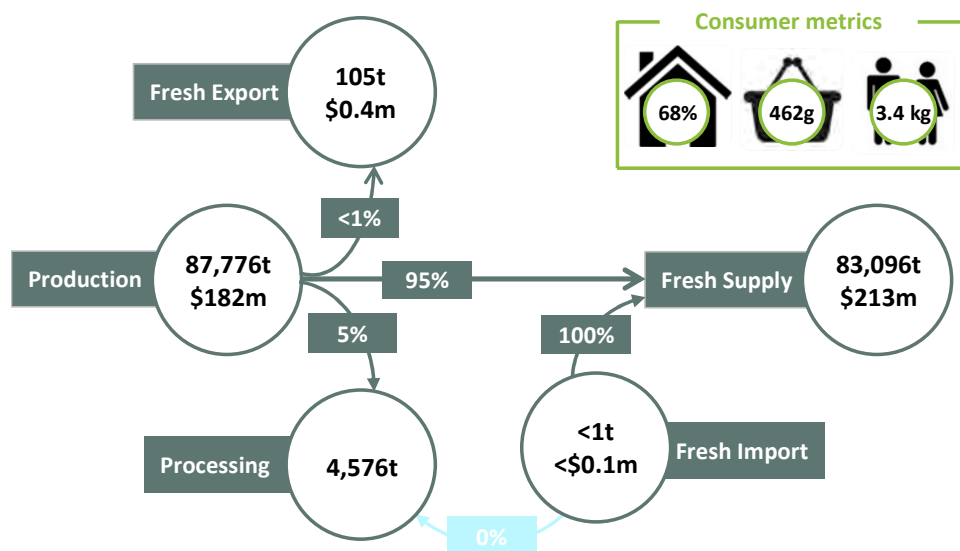 Consumer metrics
68%
462g
3.4 kg
Fresh Export
105t
$0.4m
<1%
Production
87,776t
$182m
95%
Fresh Supply
83,096t
$213m
5%
100%
Processing
4,576t
<1t
<$0.1m
Fresh Import
0%